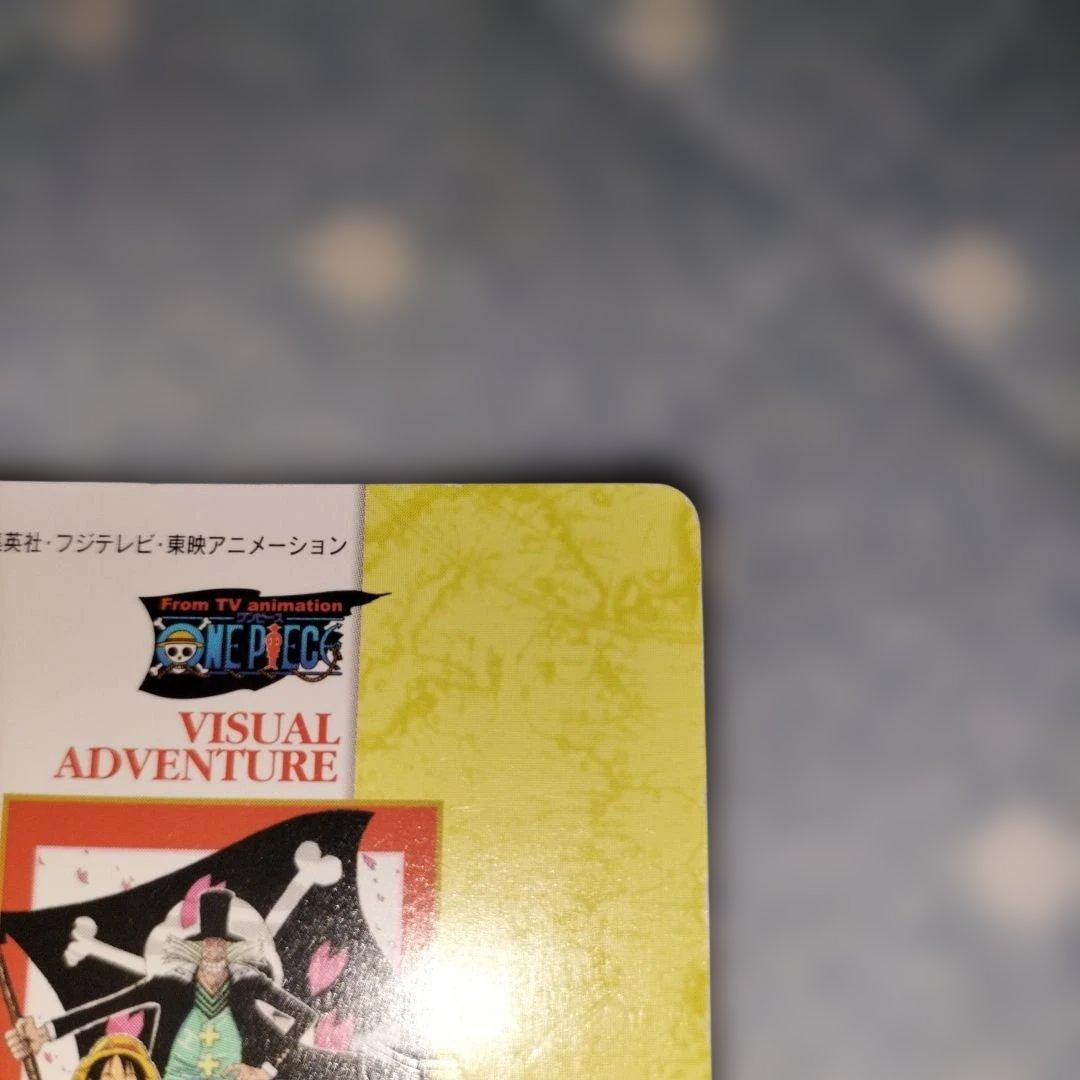 英社・フジテレビ・東映アニメーション
From TV animation
ワンピース
ONE PIECE
VISUAL
ADVENTURE